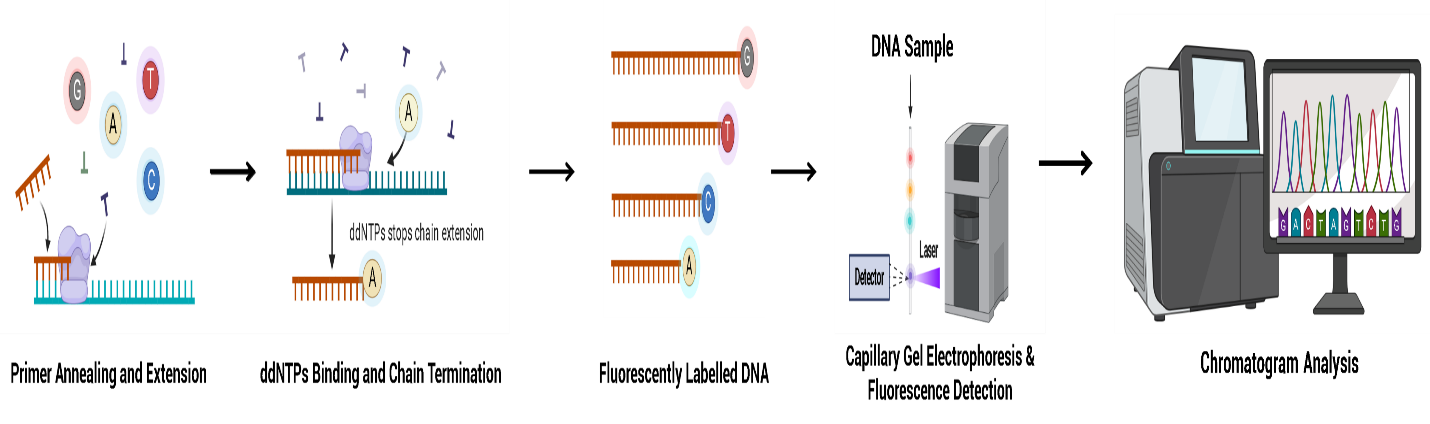 G
T
A
C
Primer Annealing and Extension
A
ddNTPs stops chain extension
A
ddNTPs Binding and Chain Termination
G
T
C
A
Fluorescently Labelled DNA
DNA Sample
Laser
Detector
Capillary Gel Electrophoresis &
Fluorescence Detection
G A C T A G T C T G
Chromatogram Analysis